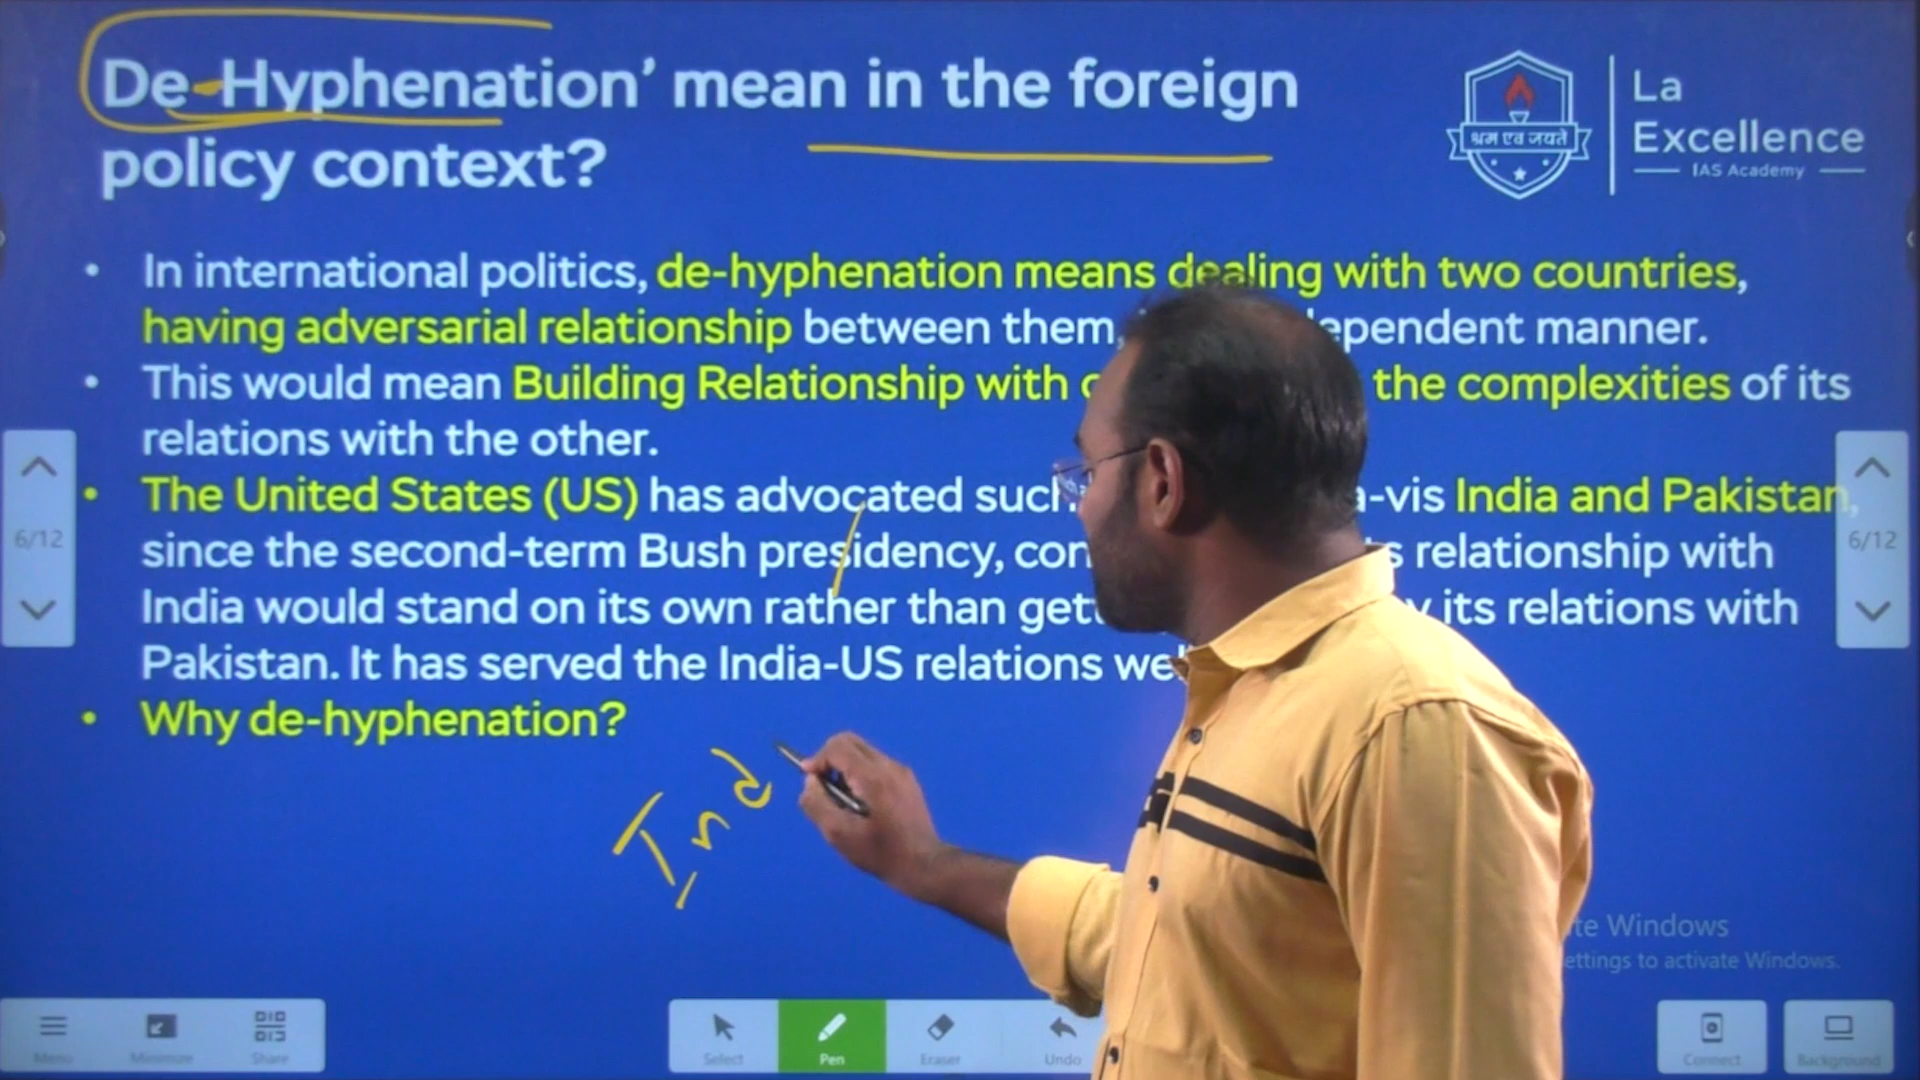 De-Hyphenation’ mean in the foreign
policy context?
La
Excellence
IAS Academy
श्रम एव जयते
• In international politics, de-hyphenation means dealing with two countries,
having adversarial relationship between them, ependent manner.
• This would mean Building Relationship with the complexities of its
relations with the other.
• The United States (US) has advocated such a-vis India and Pakistan,
since the second-term Bush presidency, con s relationship with
India would stand on its own rather than gett y its relations with
Pakistan. It has served the India-US relations we
• Why de-hyphenation?
Ind
6/12
6/12
te Windows
ettings to activate Windows.
Menu
Minimize
Share
Select
Pen
Eraser
Undo
Connect
Background